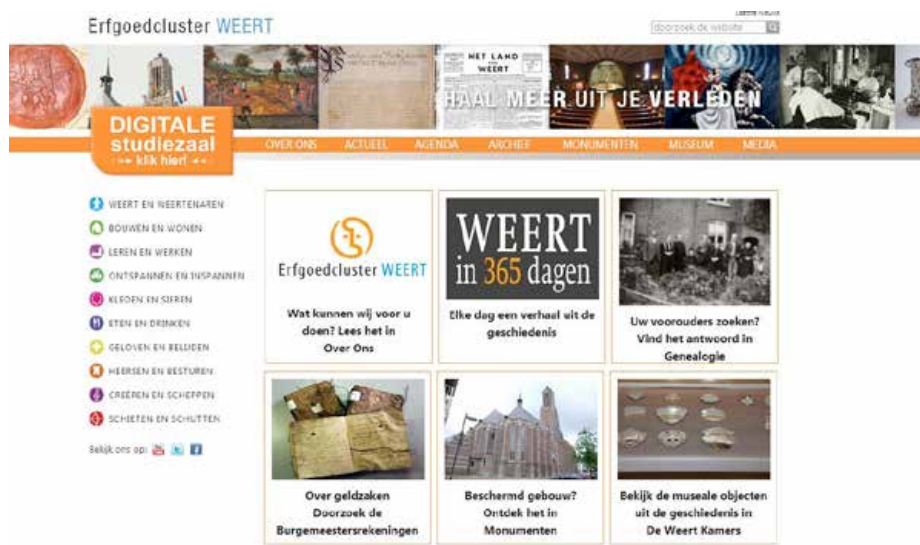 Erfgoedcluster WEERT
doorzoek de website
HET LAND
WEERT
HAAL MEER UIT JE VERLEDEN
DIGITALE
studiezaal
klik hier!
OVER ONS ACTUEEL AGENDA ARCHIEF MONUMENTEN MUSEUM MEDIA
WEERT EN WEERTENAREN
BOUWEN EN WONEN
LEREN EN WERKEN
ONTSPANNEN EN INSPANNEN
KLEDEN EN SIEREN
ETEN EN DRINKEN
GELOVEN EN BELIJDEN
HEERSEN EN BESTUREN
CREËREN EN SCHEPPEN
SCHIETEN EN SCHUTTEN
Bekijk ons op:
Erfgoedcluster WEERT
Wat kunnen wij voor u
doen? Lees het in
Over Ons
WEERT
in 365 dagen
Elke dag een verhaal uit de
geschiedenis
Uw voorouders zoeken?
Vind het antwoord in
Genealogie
Over geldzaken
Doorzoek de
Burgemeestersrekeningen
Beschermd gebouw?
Ontdek het in
Monumenten
Bekijk de museale objecten
uit de geschiedenis in
De Weert Kamers